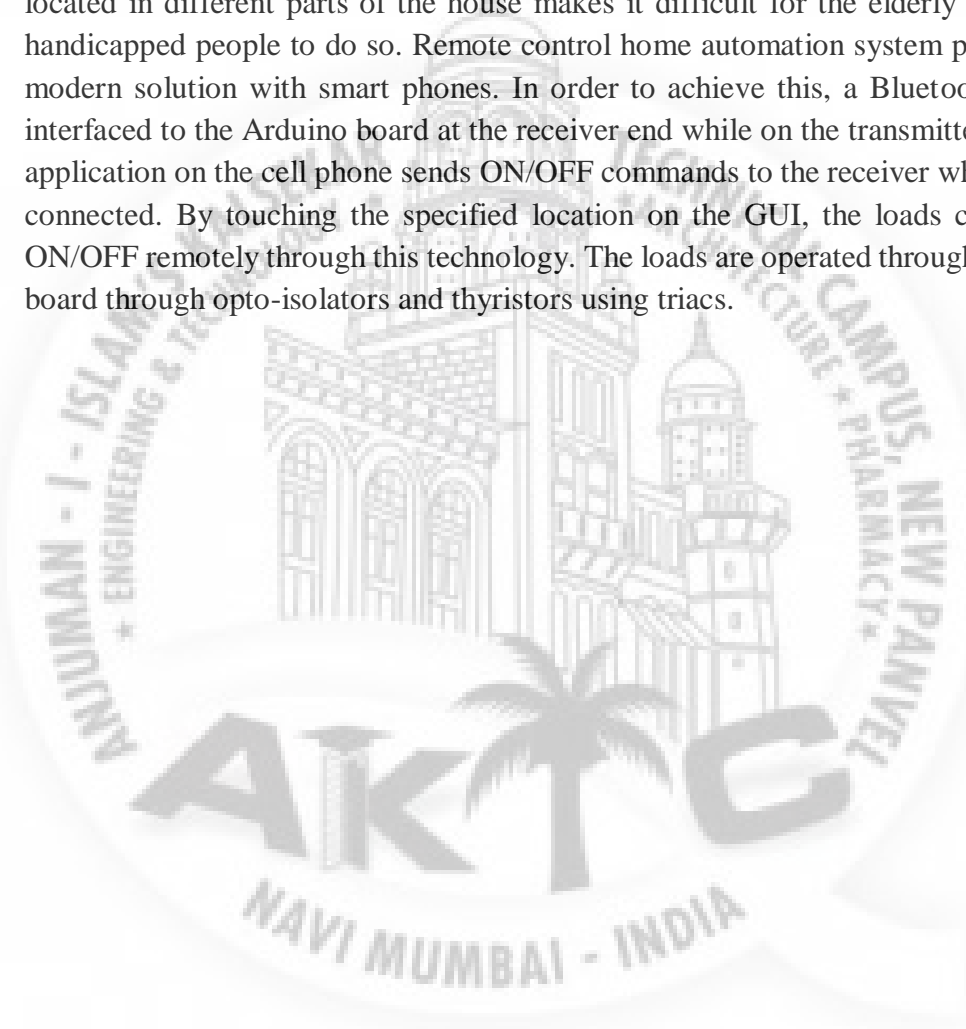 located in different parts of the house makes it difficult for the elderly
handicapped people to do so. Remote control home automation system
modern solution with smart phones. In order to achieve this, a
interfaced to the Arduino board at the receiver end while on the
application on the cell phone sends ON/OFF commands to the receiver
connected. By touching the specified location on the GUI, the loads
ON/OFF remotely through this technology. The loads are operated through
board through opto-isolators and thyristors using triacs.
ANJUMAN - I - ISLAM'S KALSEKAR TECHNICAL CAMPUS, NEW PANVEL
★ ENGINEERING & TECHNOLOGY ★ ARCHITECTURE ★ PHARMACY ★
AKTC
NAVI MUMBAI - INDIA